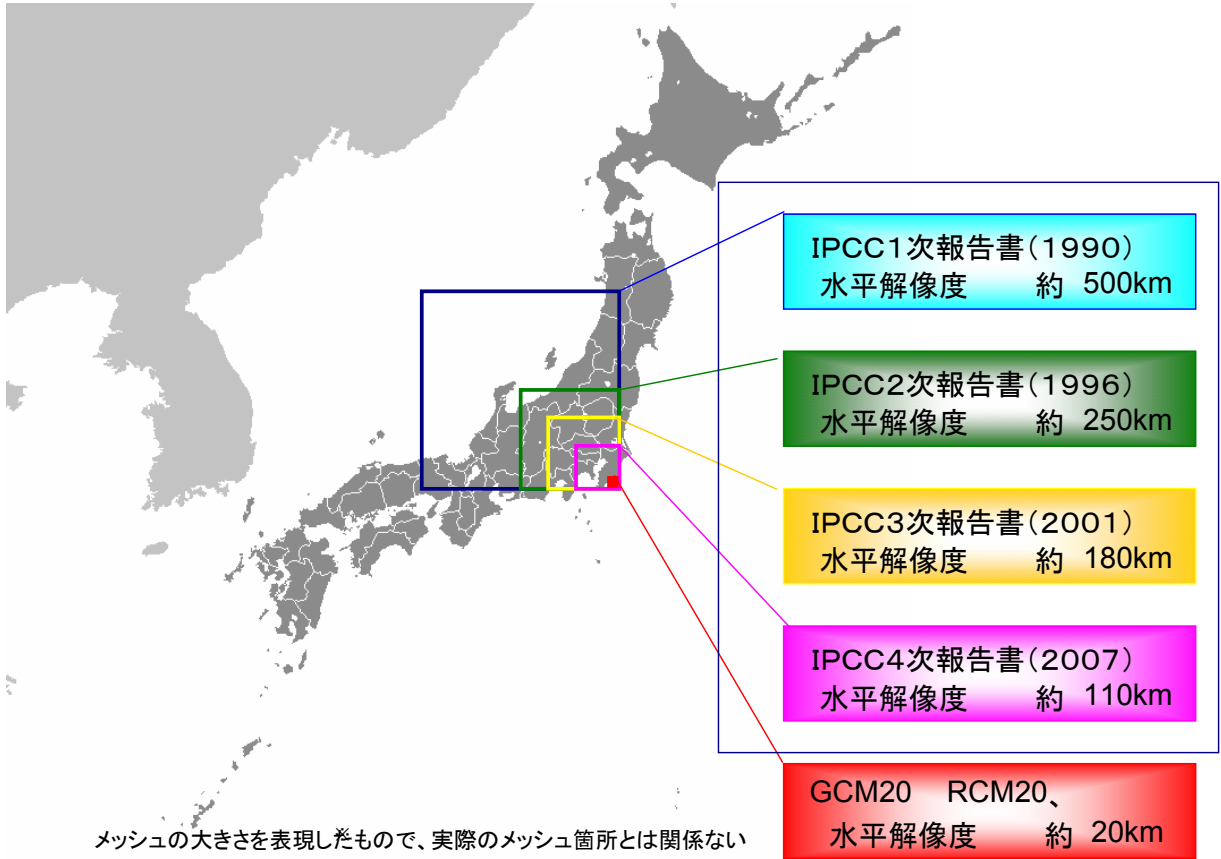 IPCC1次報告書(1990)
水平解像度 約 500km
IPCC2次報告書(1996)
水平解像度 約 250km
IPCC3次報告書(2001)
水平解像度 約 180km
IPCC4次報告書(2007)
水平解像度 約 110km
GCM20 RCM20、
水平解像度 約 20km
メッシュの大きさを表現したもので、実際のメッシュ箇所とは関係ない